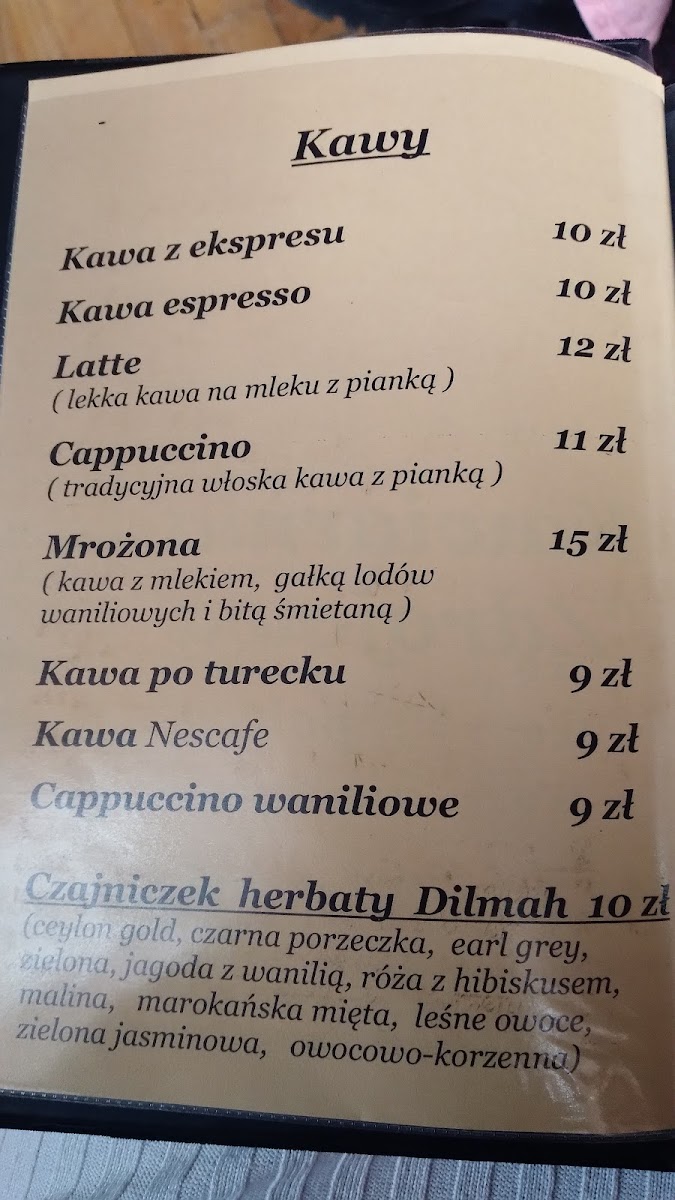 Kawy
Kawa z ekspresu 10 zł
Kawa espresso 10 zł
Latte 12 zł
( lekka kawa na mleku z pianką )
Cappuccino 11 zł
( tradycyjna włoska kawa z pianką )
Mrożona 15 zł
( kawa z mlekiem, gałką lodów
waniliowych i bitą śmietaną )
Kawa po turecku 9 zł
Kawa Nescafe 9 zł
Cappuccino waniliowe 9 zł
Czajniczek herbaty Dilmah 10 zł
(ceylon gold, czarna porzeczka, earl grey,
zielona, jagoda z wanilią, róża z hibiskusem,
malina, marokańska mięta, leśne owoce,
zielona jasminowa, owocowo-korzenna)